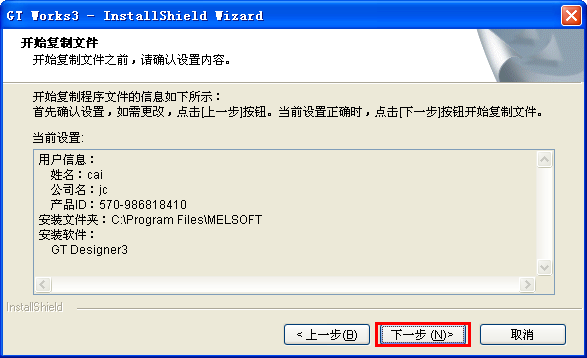 GT Works3 - InstallShield Wizard
开始复制文件
开始复制文件之前，请确认设置内容。
开始复制程序文件的信息如下所示：
首先确认设置，如需更改，点击[上一步]按钮。当前设置正确时，点击[下一步]按钮开始复制文件。
当前设置:
用户信息：
姓名：cai
公司名：jc
产品ID：570-986818410
安装文件夹：C:\Program Files\MELSOFT
安装软件：
GT Designer3
InstallShield
< 上一步(B)
下一步 (N)>
取消